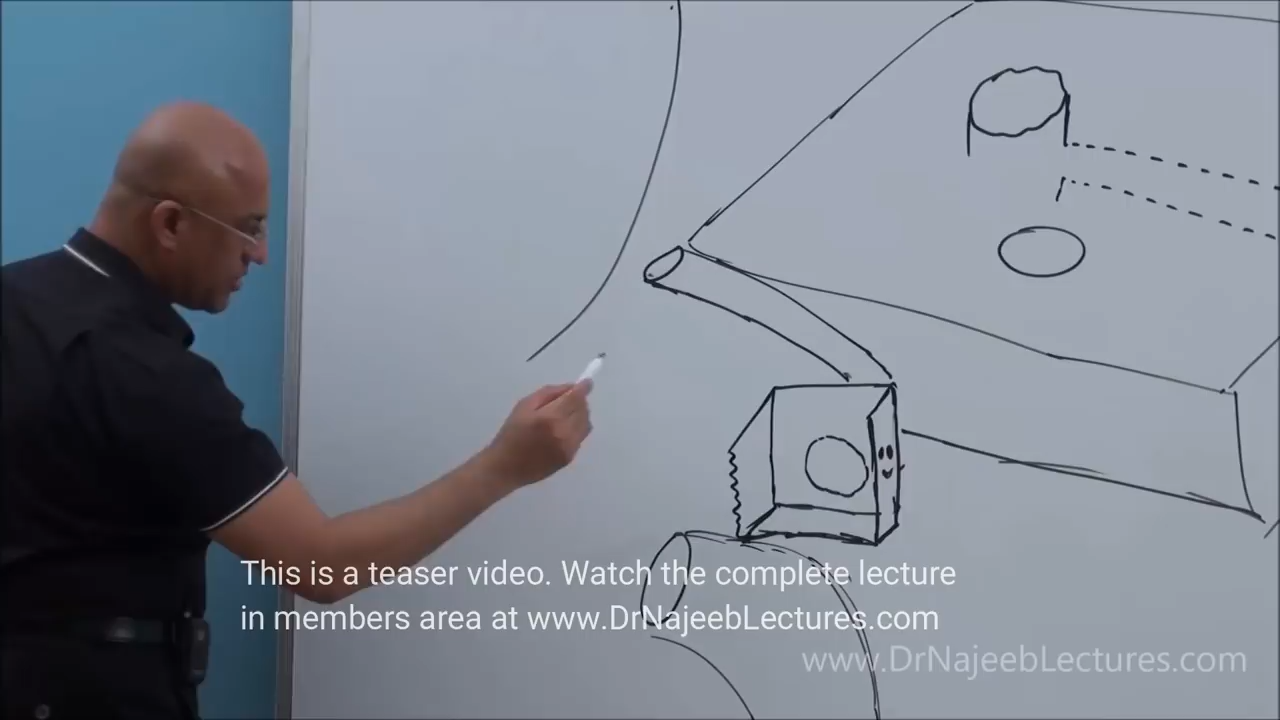 This is a teaser video. Watch the complete lecture
in members area at www.DrNajeebLectures.com
www.DrNajeebLectures.com